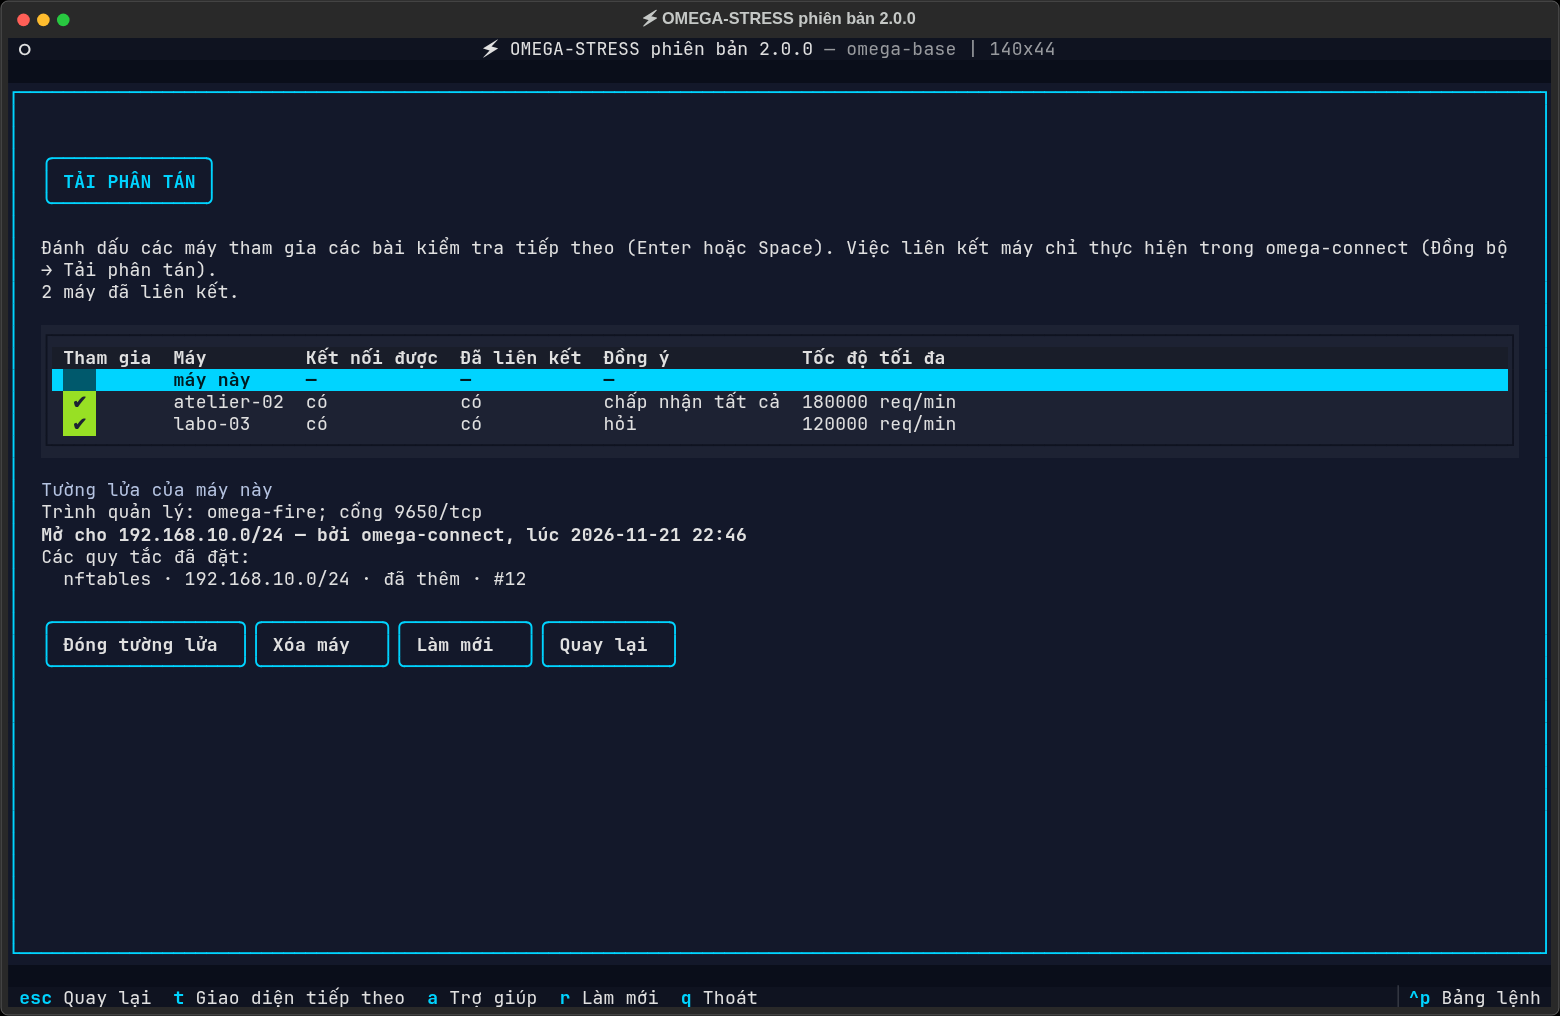 ⚡ OMEGA-STRESS phiên bản 2.0.0
⚡ OMEGA-STRESS phiên bản 2.0.0 — omega-base | 140x44
TẢI PHÂN TÁN
Đánh dấu các máy tham gia các bài kiểm tra tiếp theo (Enter hoặc Space). Việc liên kết máy chỉ thực hiện trong omega-connect (Đồng bộ
→ Tải phân tán).
2 máy đã liên kết.
Tham gia Máy Kết nối được Đã liên kết Đồng ý Tốc độ tối đa
máy này — — —
✔ atelier-02 có có chấp nhận tất cả 180000 req/min
✔ labo-03 có có hỏi 120000 req/min
Tường lửa của máy này
Trình quản lý: omega-fire; cổng 9650/tcp
Mở cho 192.168.10.0/24 — bởi omega-connect, lúc 2026-11-21 22:46
Các quy tắc đã đặt:
nftables · 192.168.10.0/24 · đã thêm · #12
Đóng tường lửa Xóa máy Làm mới Quay lại
esc Quay lại t Giao diện tiếp theo a Trợ giúp r Làm mới q Thoát ^p Bảng lệnh